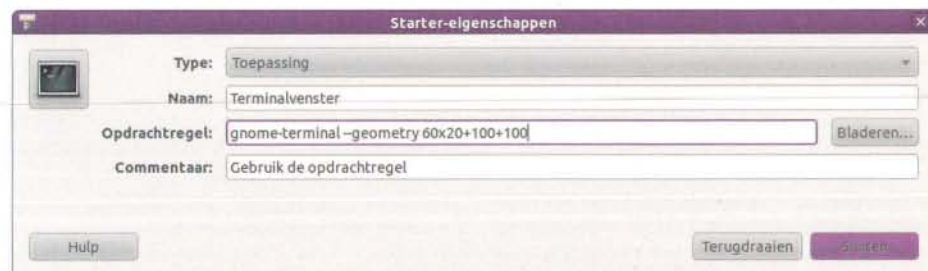 Starter-eigenschappen
Type: Toepassing
Naam: Terminalvenster
Opdrachtregel: gnome-terminal --geometry 60x20+100+100 Bladeren...
Commentaar: Gebruik de opdrachtregel
Hulp Terugdraaien Sluiten